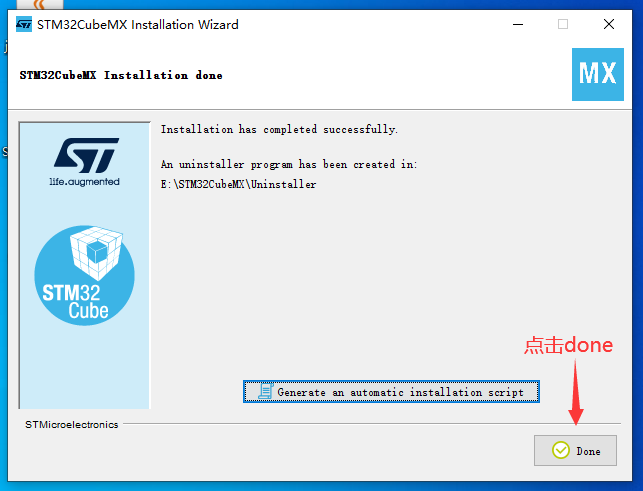 STM32CubeMX Installation Wizard
STM32CubeMX Installation done
MX
ST
life.augmented
STM32
Cube
Installation has completed successfully.
An uninstaller program has been created in:
E:\STM32CubeMX\Uninstaller
点击done
Generate an automatic installation script
STMicroelectronics
Done